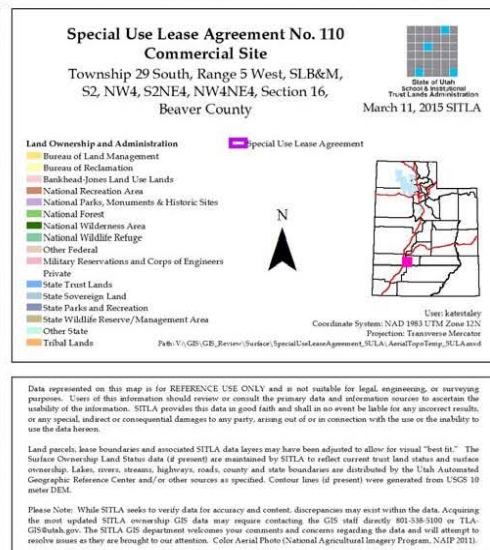 Special Use Lease Agreement No. 110
Commercial Site
Township 29 South, Range 5 West, SLB&M,
S2, NW4, S2NE4, NW4NE4, Section 16,
Beaver County
State of Utah
School & Institutional
Trust Lands Administration
March 11, 2015 SITLA
Land Ownership and Administration
Bureau of Land Management
Bureau of Reclamation
Bankhead-Jones Land Use Lands
National Recreation Area
National Parks, Monuments & Historic Sites
National Forest
National Wilderness Area
National Wildlife Refuge
Other Federal
Military Reservations and Corps of Engineers
Private
State Trust Lands
State Sovereign Land
State Parks and Recreation
State Wildlife Reserve/Management Area
Other State
Tribal Lands
Special Use Lease Agreement
N
User: katestaley
Coordinate System: NAD 1983 UTM Zone 12N
Projection: Transverse Mercator
Path: V:\GIS\GIS_Review\Surface\SpecialUseLeaseAgreement_SULA\AerialTopoTemp_SULA.mxd
Data represented on this map is for REFERENCE USE ONLY and is not suitable for legal, engineering, or surveying
purposes. Users of this information should review or consult the primary data and information sources to ascertain the
usability of the information. SITLA provides this data in good faith and shall in no event be liable for any incorrect results,
or any special, indirect or consequential damages to any party, arising out of or in connection with the use or the inability to
use the data hereon.
Land parcels, lease boundaries and associated SITLA data layers may have been adjusted to allow for visual "best fit." The
Surface Ownership Land Status data (if present) are maintained by SITLA to reflect current trust land status and surface
ownership. Lakes, rivers, streams, highways, roads, county and state boundaries are distributed by the Utah Automated
Geographic Reference Center and/or other sources as specified. Contour lines (if present) were generated from USGS 10
meter DEM.
Please Note: While SITLA seeks to verify data for accuracy and content, discrepancies may exist within the data. Acquiring
the most updated SITLA ownership GIS data may require contacting the GIS staff directly 801-538-5100 or TLA-
GIS@utah.gov. The SITLA GIS department welcomes your comments and concerns regarding the data and will attempt to
resolve issues as they are brought to our attention. Color Aerial Photo (National Agricultural Imagery Program, NAIP 2011).